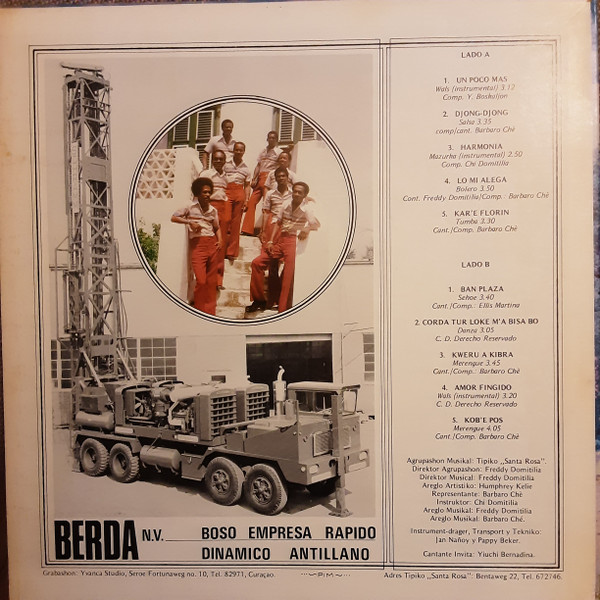 LADO A
1. UN POCO MAS
Wals (instrumental) 3.12
Comp. Y. Boskaljon
2. DJONG-DJONG
Salsa 3.35
comp/cant. Barbaro Ché
3. HARMONIA
Mazurka (instrumental) 2.50
Comp. Chi Domitilia
4. LO MI ALEGA
Bolero 3.50
Cant. Freddy Domitilia/Comp.: Barbaro Ché
5. KAR'E FLORIN
Tumba 3.30
Cant./Comp. Barbaro Ché
LADO B
1. BAN PLAZA
Sehoe 3.40
Cant./Comp.: Ellis Martina
2. CORDA TUR LOKE M'A BISA BO
Danza 3.05
C. D. Derecho Reservado
3. KWERU A KIBRA
Merengue 3.45
Cant./Comp.: Barbaro Ché
4. AMOR FINGIDO
Wals (instrumental) 3:20
C. D. Derecho Reservado
5. KOB'E POS
Merengue 4.05
Cant./Comp. Barbaro Ché
Agrupashon Musikal: Tipiko ,,Santa Rosa".
Direktor Agrupashon: Freddy Domitilia
Direktor Musical: Freddy Domitilia
Areglo Artistiko: Humphrey Kelie
Representante: Barbaro Ché
Instruktor: Chi Domitilia
Areglo Musikal: Freddy Domitilia
Areglo Musikal: Barbaro Ché.
Instrument-drager, Transport y Tekniko:
Jan Nañoy y Pappy Beker.
Cantante Invita: Yiuchi Bernadina.
BERDA N.V. BOSO EMPRESA RAPIDO
DINAMICO ANTILLANO
Grabashon: Yvanca Studio, Seroe Fortunaweg no. 10, Tel. 82971, Curaçao.
PIM
Adres Tipiko ,,Santa Rosa": Bentaweg 22, Tel. 672746.